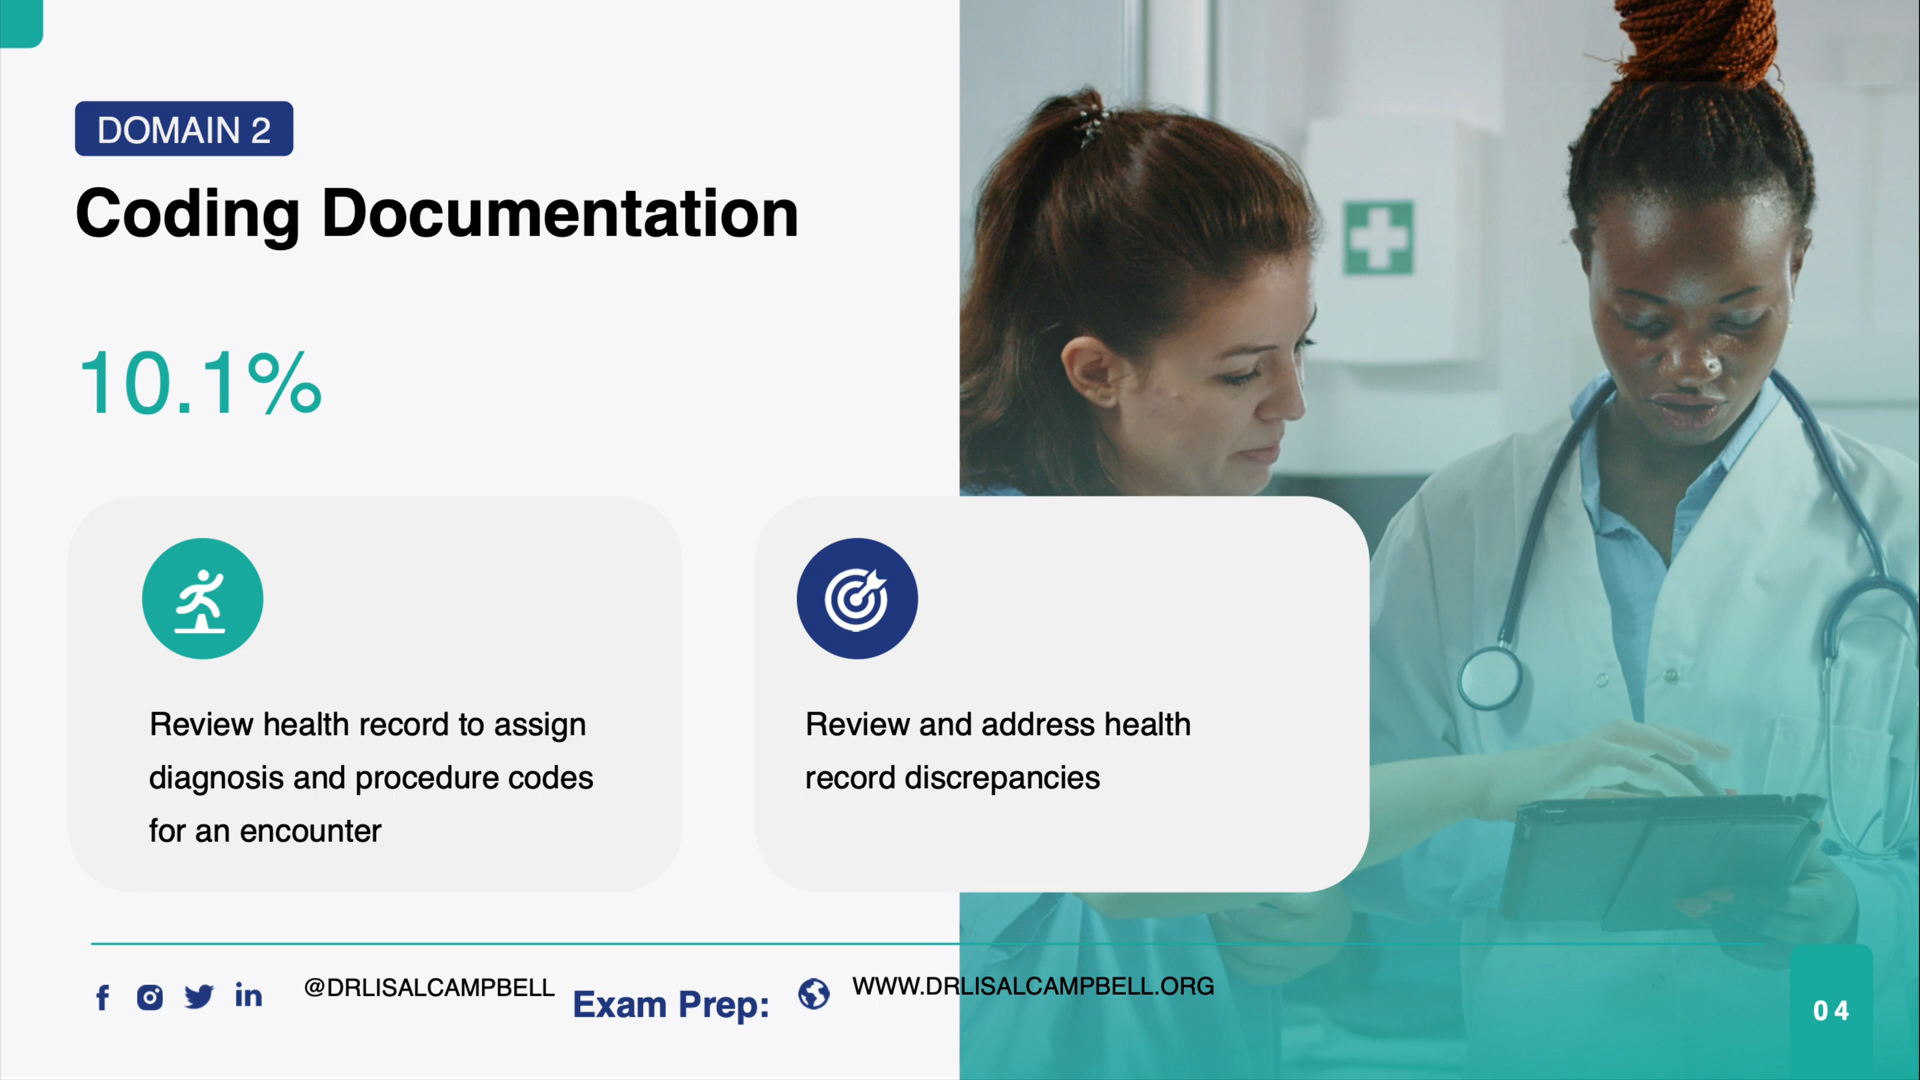 DOMAIN 2
Coding Documentation
10.1%
Review health record to assign
diagnosis and procedure codes
for an encounter
Review and address health
record discrepancies
@DRLISALCAMPBELL
Exam Prep:
WWW.DRLISALCAMPBELL.ORG
04